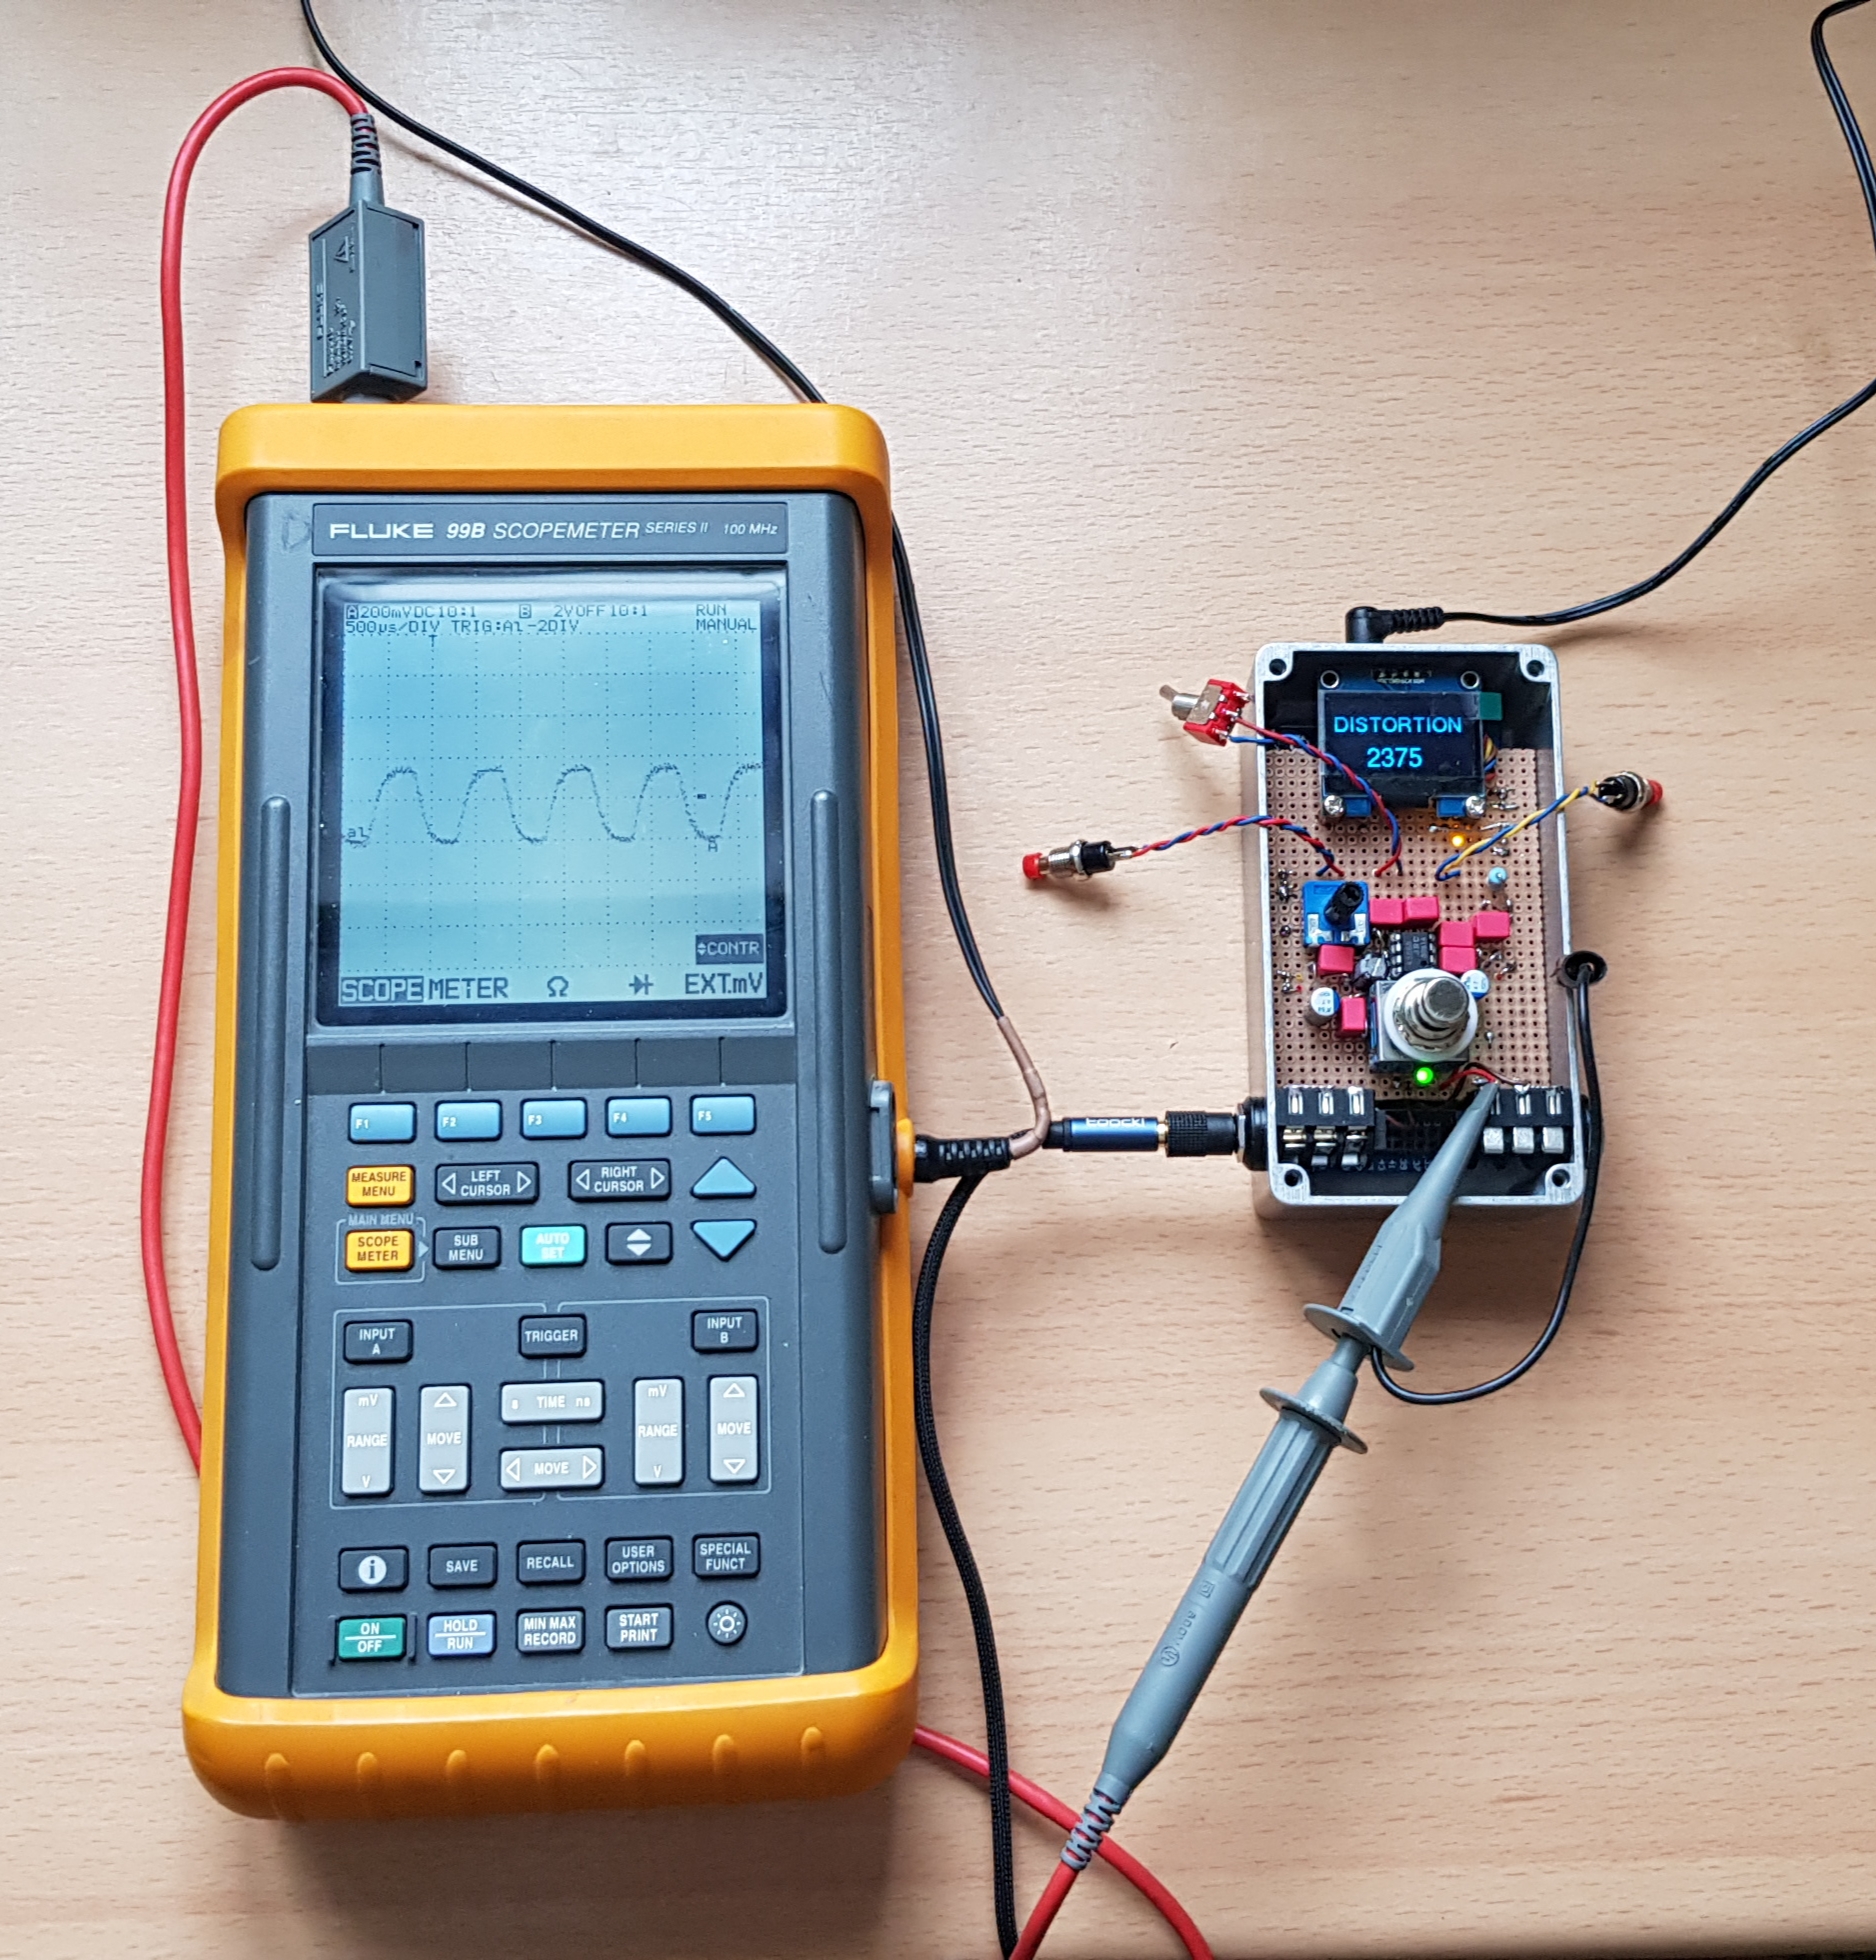 FLUKE 99B SCOPEMETER SERIES II 100 MHz
A 200mVDC10:1 B 2VOFF10:1 RUN
500µs/DIV TRIG:A1-2DIV MANUAL
T
a1
A
CONTR
SCOPE METER Ω EXT.mV
DISTORTION
2375
F1 F2 F3 F4 F5
MEASURE MENU
LEFT CURSOR
RIGHT CURSOR
MAIN MENU
SCOPE METER
SUB MENU
AUTO SET
INPUT A
TRIGGER
INPUT B
mV RANGE V
MOVE
s TIME ns
MOVE
mV RANGE V
MOVE
i
SAVE
RECALL
USER OPTIONS
SPECIAL FUNCT
ON OFF
HOLD RUN
MIN MAX RECORD
START PRINT
600V